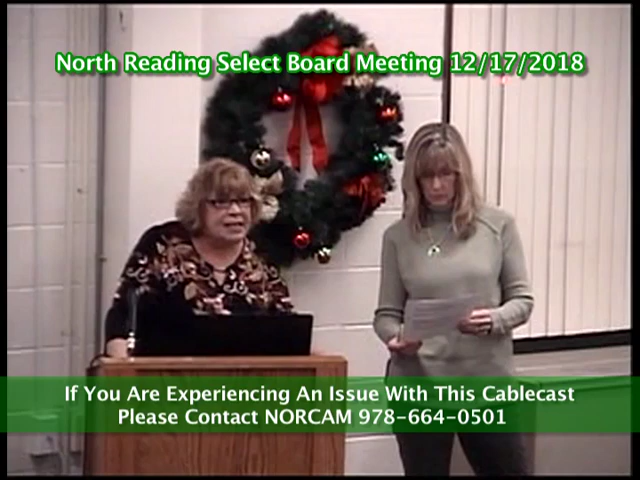 North Reading Select Board Meeting 12/17/2018
If You Are Experiencing An Issue With This Cablecast
Please Contact NORCAM 978-664-0501